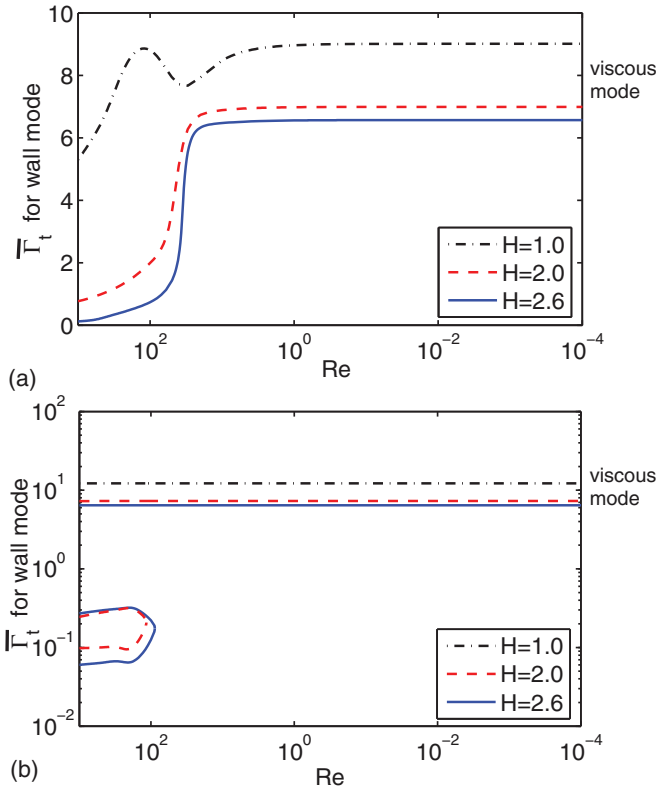 10
8
6
4
2
0
Γ̅t for wall mode
viscous
mode
H=1.0
H=2.0
H=2.6
10² 10⁰ 10⁻² 10⁻⁴
Re
(a)
10²
10¹
10⁰
10⁻¹
10⁻²
Γ̅t for wall mode
viscous
mode
H=1.0
H=2.0
H=2.6
10² 10⁰ 10⁻² 10⁻⁴
Re
(b)